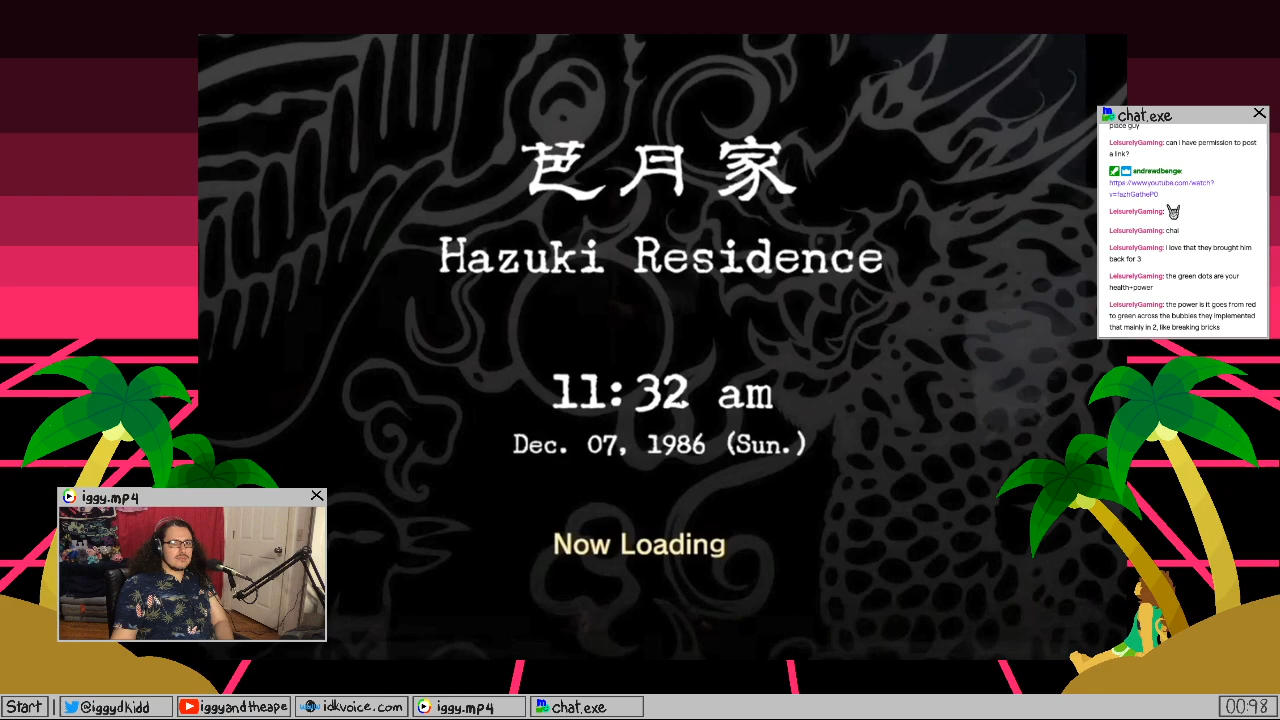 芭月家
Hazuki Residence
11:32 am
Dec. 07, 1986 (Sun.)
Now Loading
chat.exe
place guy
LeisurelyGaming: can i have permission to post
a link?
andrewdbenge:
https://www.youtube.com/watch?
v=fazhGatheP0
LeisurelyGaming:
LeisurelyGaming: chai
LeisurelyGaming: i love that they brought him
back for 3
LeisurelyGaming: the green dots are your
health+power
LeisurelyGaming: the power is it goes from red
to green across the bubbles they implemented
that mainly in 2, like breaking bricks
iggy.mp4
Start
@iggydkidd
iggyandtheape
idkvoice.com
iggy.mp4
chat.exe
00:98